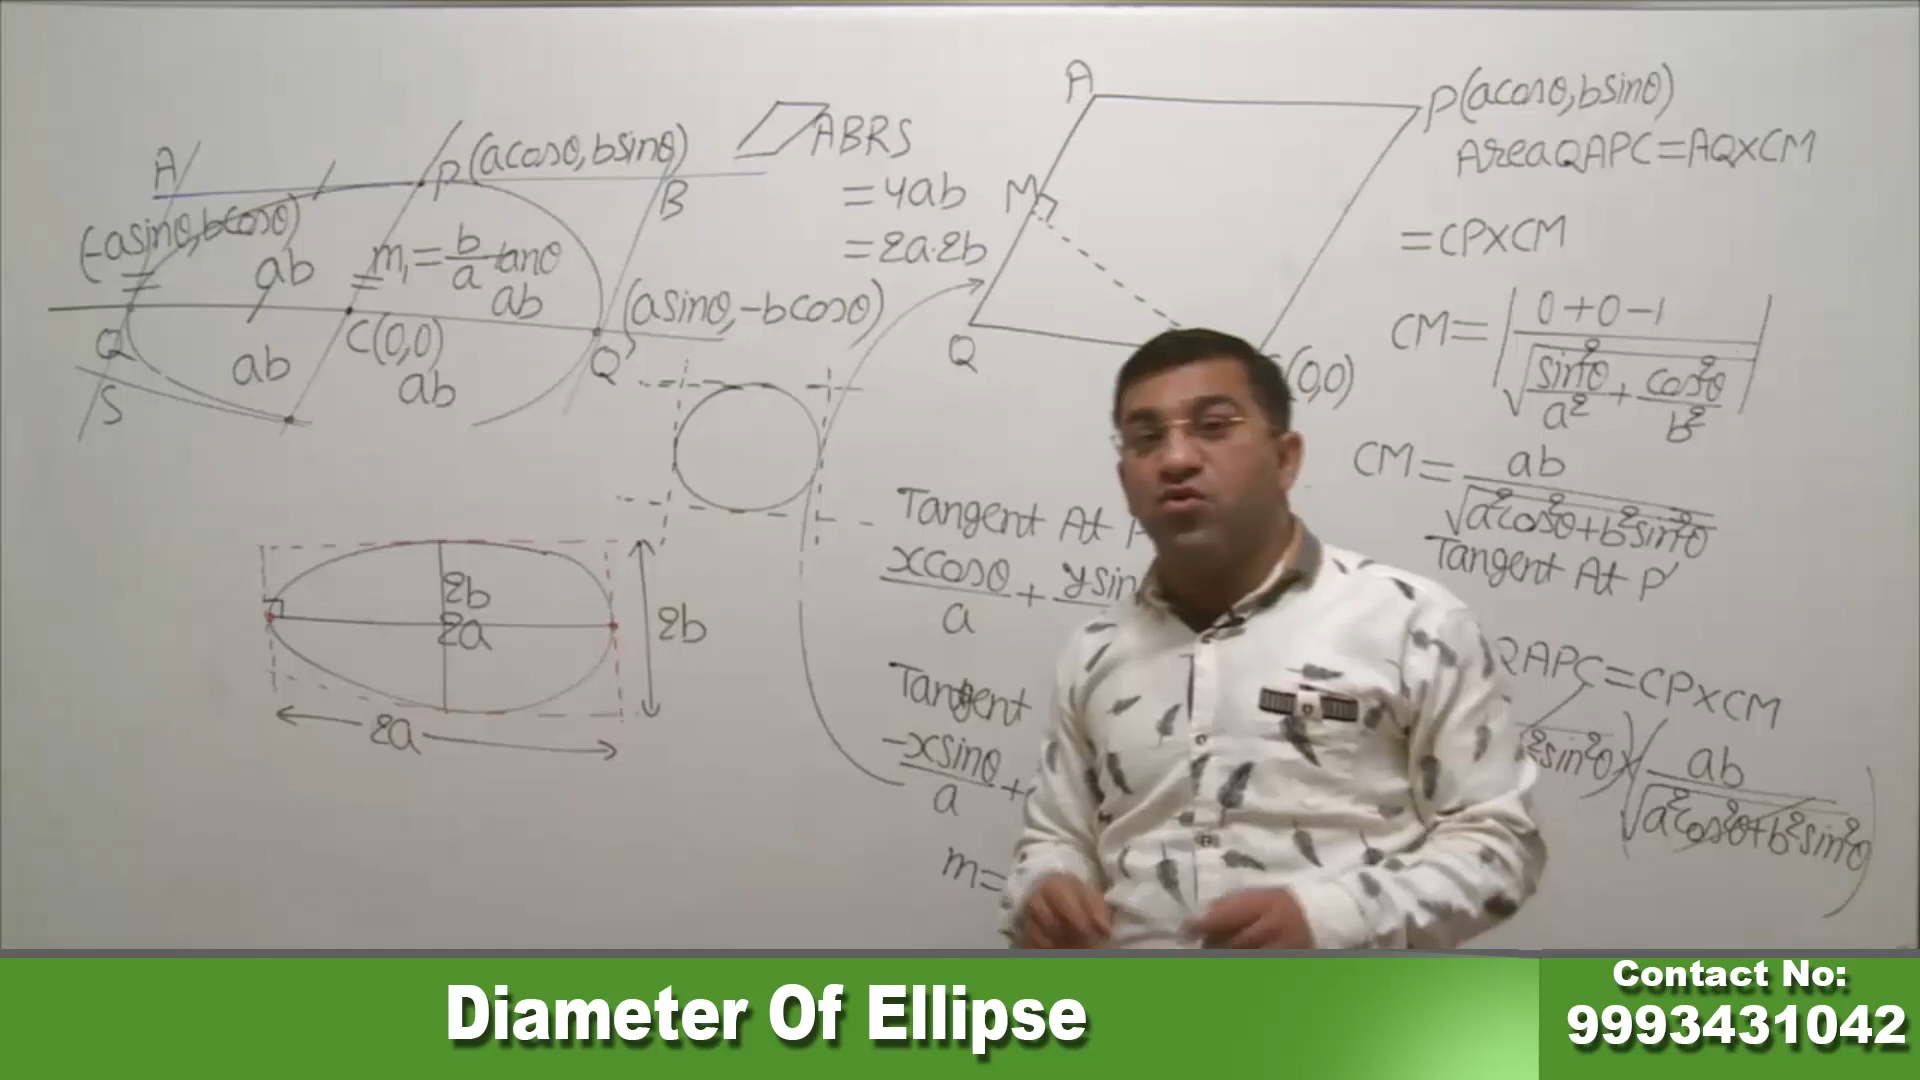 A
P(acosθ, bsinθ)
B
(-asinθ, bcosθ)
ab
m₁ = b/a tanθ
ab
Q
C(0,0)
Q'
(asinθ, -bcosθ)
S
ab
ab
ABRS
= 4ab
= 2a.2b
A
P(acosθ, bsinθ)
M
Q
(0,0)
Area QAPC = AQ×CM
= CP×CM
CM = |0+0-1 / √(sin²θ/a² + cos²θ/b²)|
CM = ab / √(a²cos²θ+b²sin²θ)
Tangent At P'
QAPC = CP×CM
²sin²θ)×(ab / √(a²cos²θ+b²sin²θ))
Tangent At P
xcosθ/a + ysin
Tangent
-xsinθ/a +
m =
2b
2a
2b
2a
Diameter Of Ellipse
Contact No:
9993431042